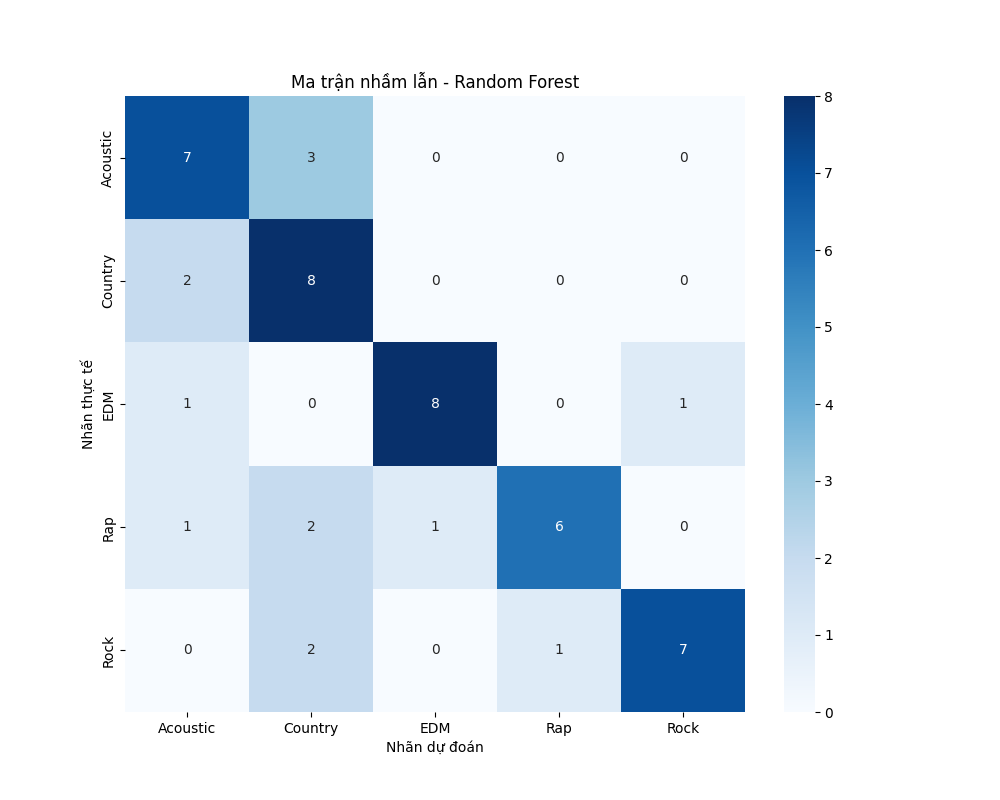 Ma trận nhầm lẫn - Random Forest
Nhãn thực tế
Acoustic 7 3 0 0 0
Country 2 8 0 0 0
EDM 1 0 8 0 1
Rap 1 2 1 6 0
Rock 0 2 0 1 7
Acoustic Country EDM Rap Rock
Nhãn dự đoán
8
7
6
5
4
3
2
1
0